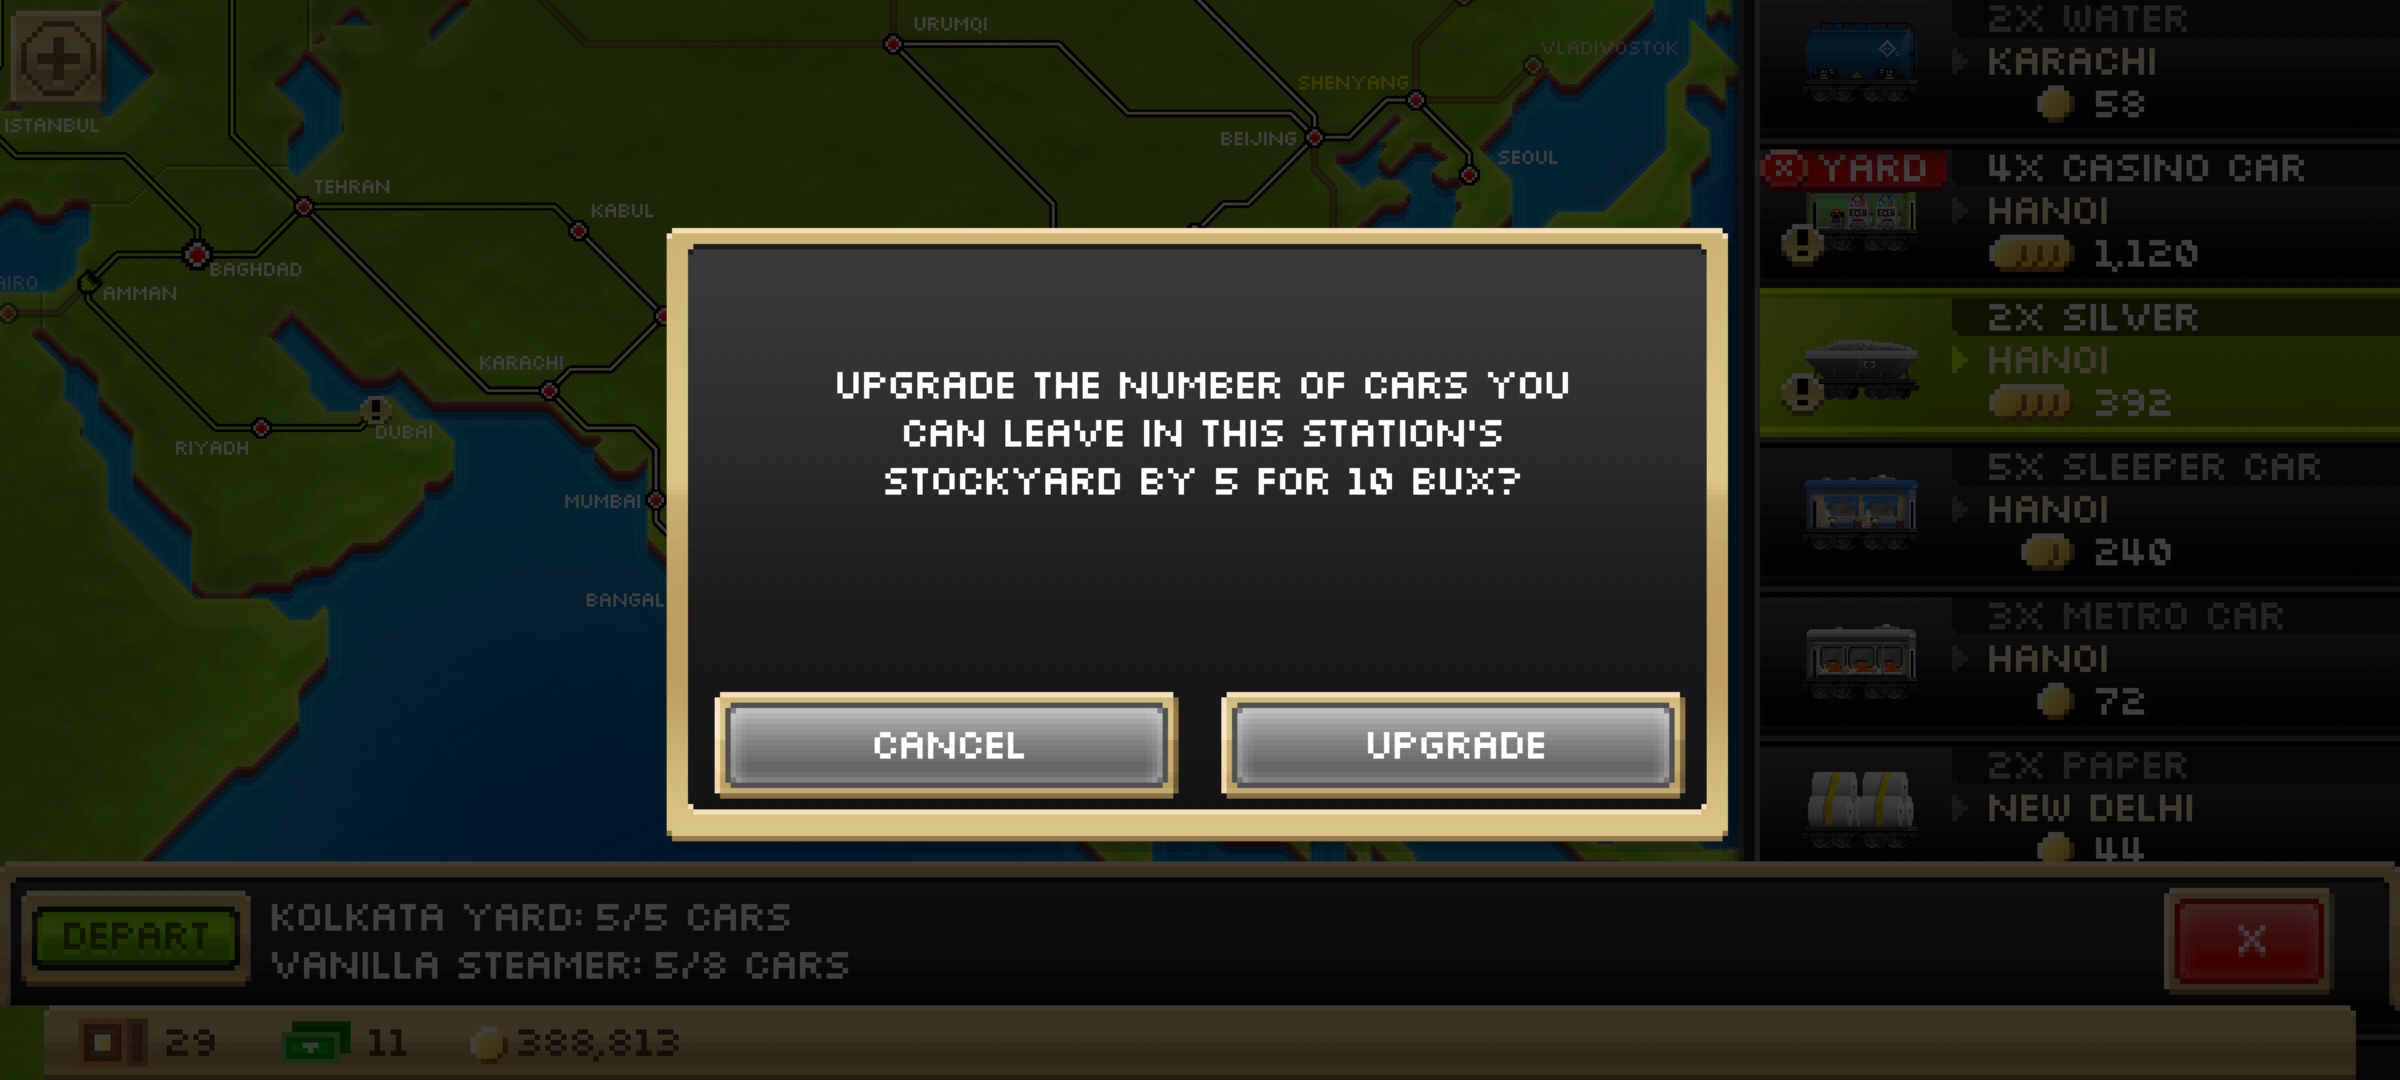 URUMQI
VLADIVOSTOK
SHENYANG
BEIJING
SEOUL
ISTANBUL
TEHRAN
KABUL
BAGHDAD
AIRO
AMMAN
KARACHI
DUBAI
RIYADH
MUMBAI
BANGAL
UPGRADE THE NUMBER OF CARS YOU
CAN LEAVE IN THIS STATION'S
STOCKYARD BY 5 FOR 10 BUX?
CANCEL
UPGRADE
2X WATER
KARACHI
58
YARD
4X CASINO CAR
HANOI
1,120
2X SILVER
HANOI
392
5X SLEEPER CAR
HANOI
240
3X METRO CAR
HANOI
72
2X PAPER
NEW DELHI
44
DEPART
KOLKATA YARD: 5/5 CARS
VANILLA STEAMER: 5/8 CARS
X
29
11
388,813